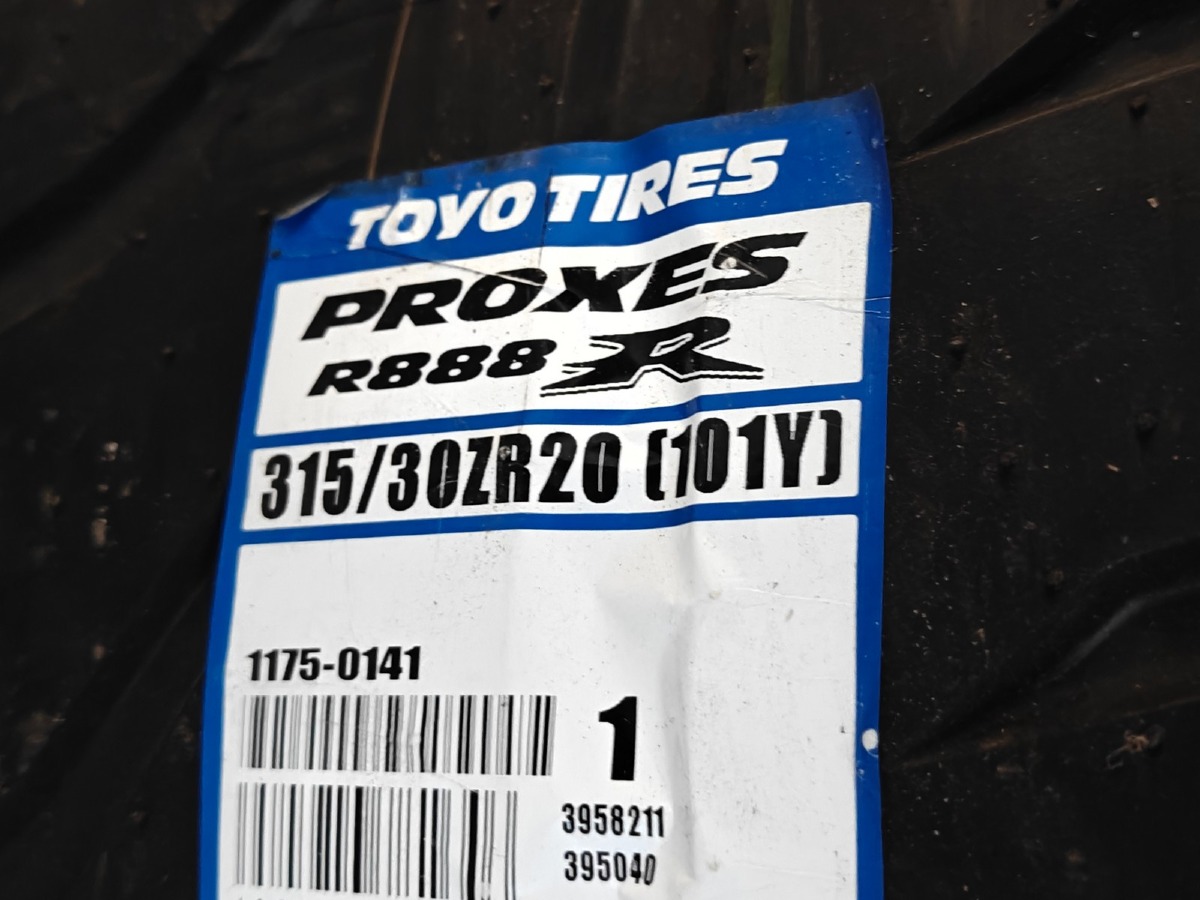 TOYO TIRES
PROXES
R888 R
315/30ZR20 (101Y)
1175-0141
1
3958211
395040